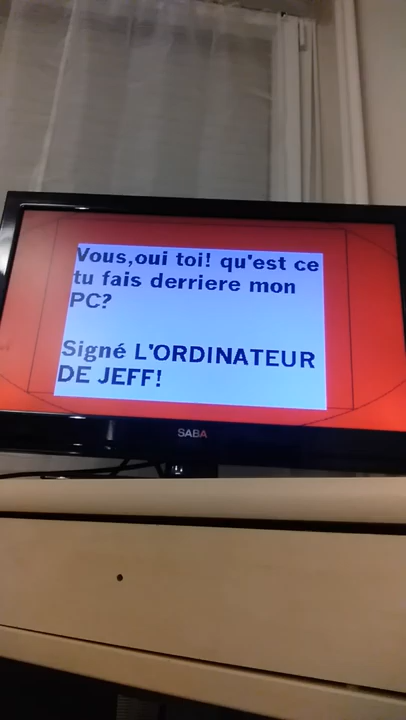 Vous,oui toi! qu'est ce
tu fais derriere mon
PC?
Signé L'ORDINATEUR
DE JEFF!
SABA